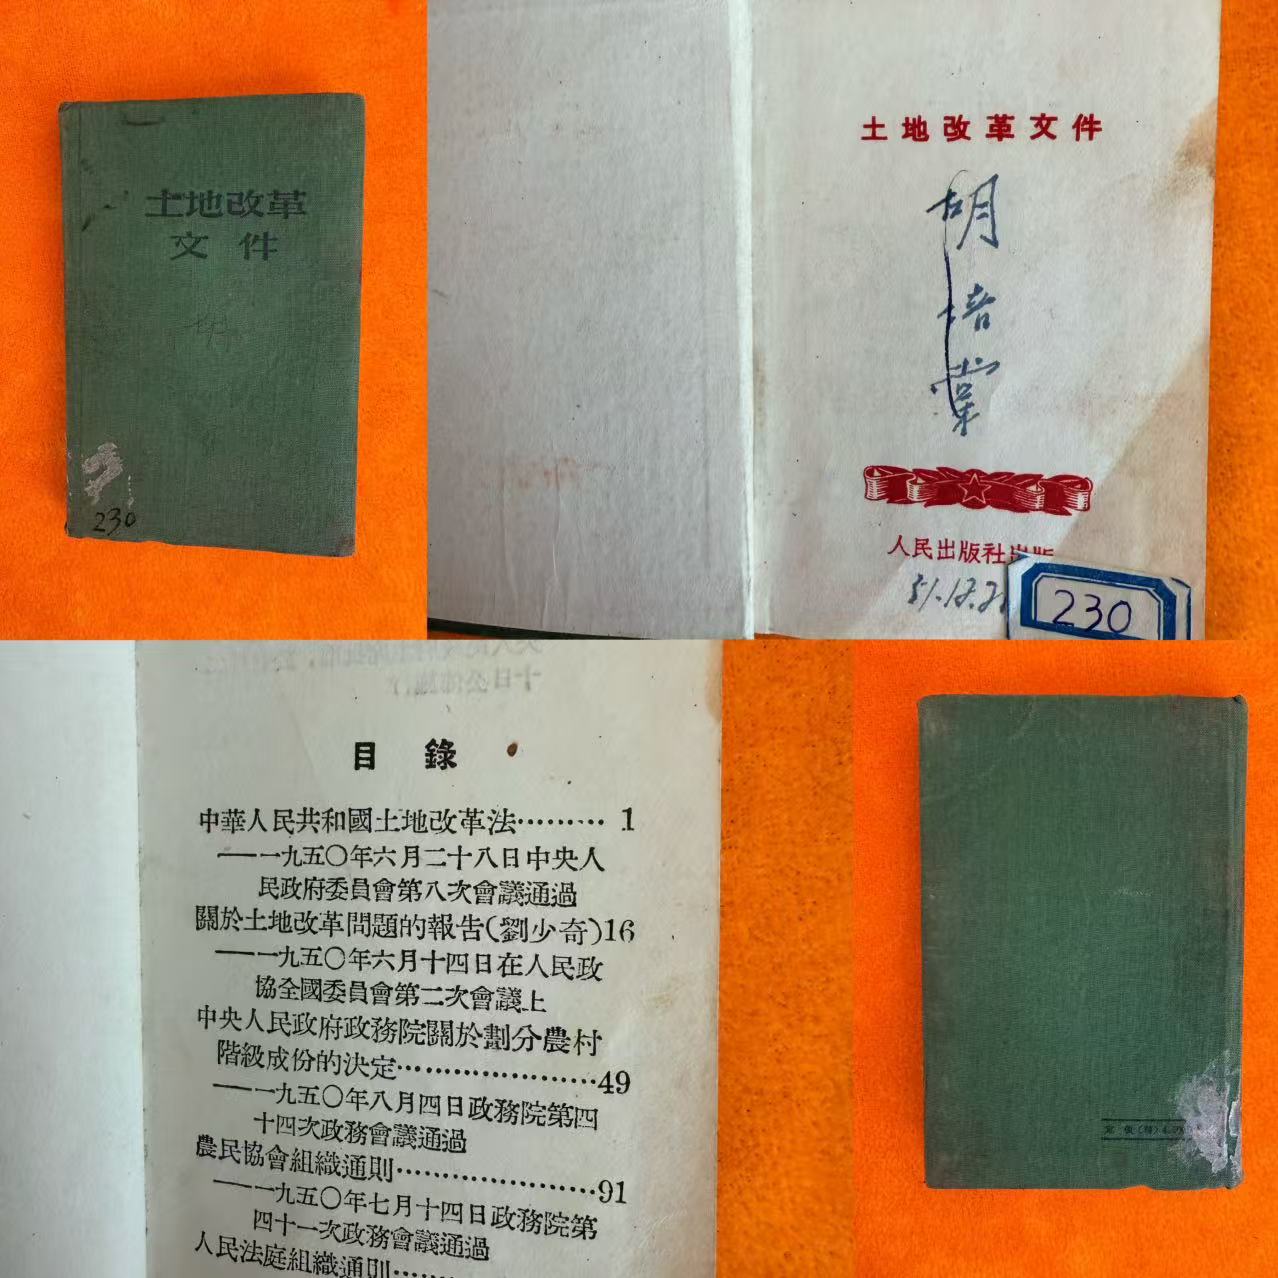 土地改革
文件
230
土地改革文件
胡
培
棠
人民出版社出版
230
目錄
中華人民共和國土地改革法……… 1
——一九五〇年六月二十八日中央人
民政府委員會第八次會議通過
關於土地改革問題的報告(劉少奇)16
——一九五〇年六月十四日在人民政
協全國委員會第二次會議上
中央人民政府政務院關於劃分農村
階級成份的決定…………………49
——一九五〇年八月四日政務院第四
十四次政務會議通過
農民協會組織通則…………………91
——一九五〇年七月十四日政務院第
四十一次政務會議通過
人民法庭組織通則……